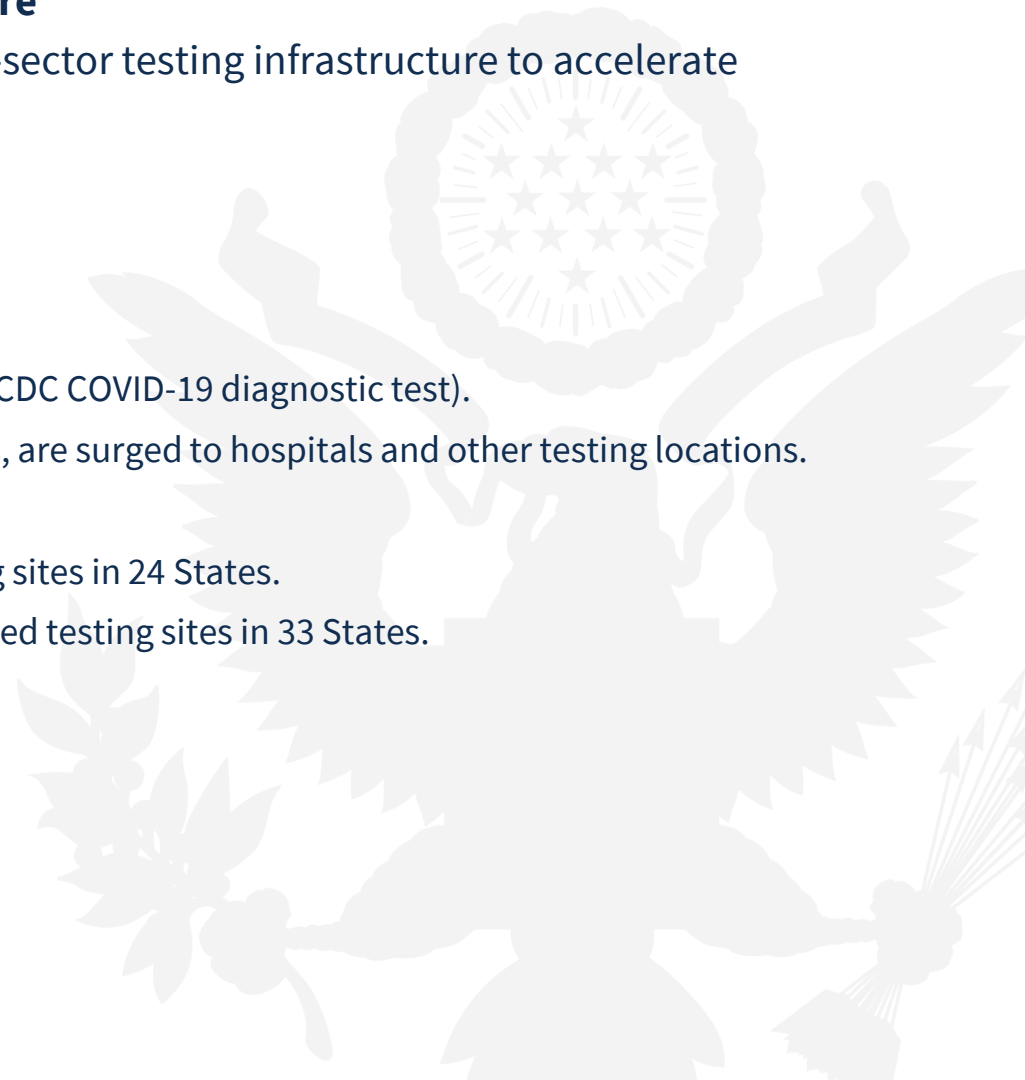 -sector testing infrastructure to accelerate
CDC COVID-19 diagnostic test).
, are surged to hospitals and other testing locations.
sites in 24 States.
ed testing sites in 33 States.